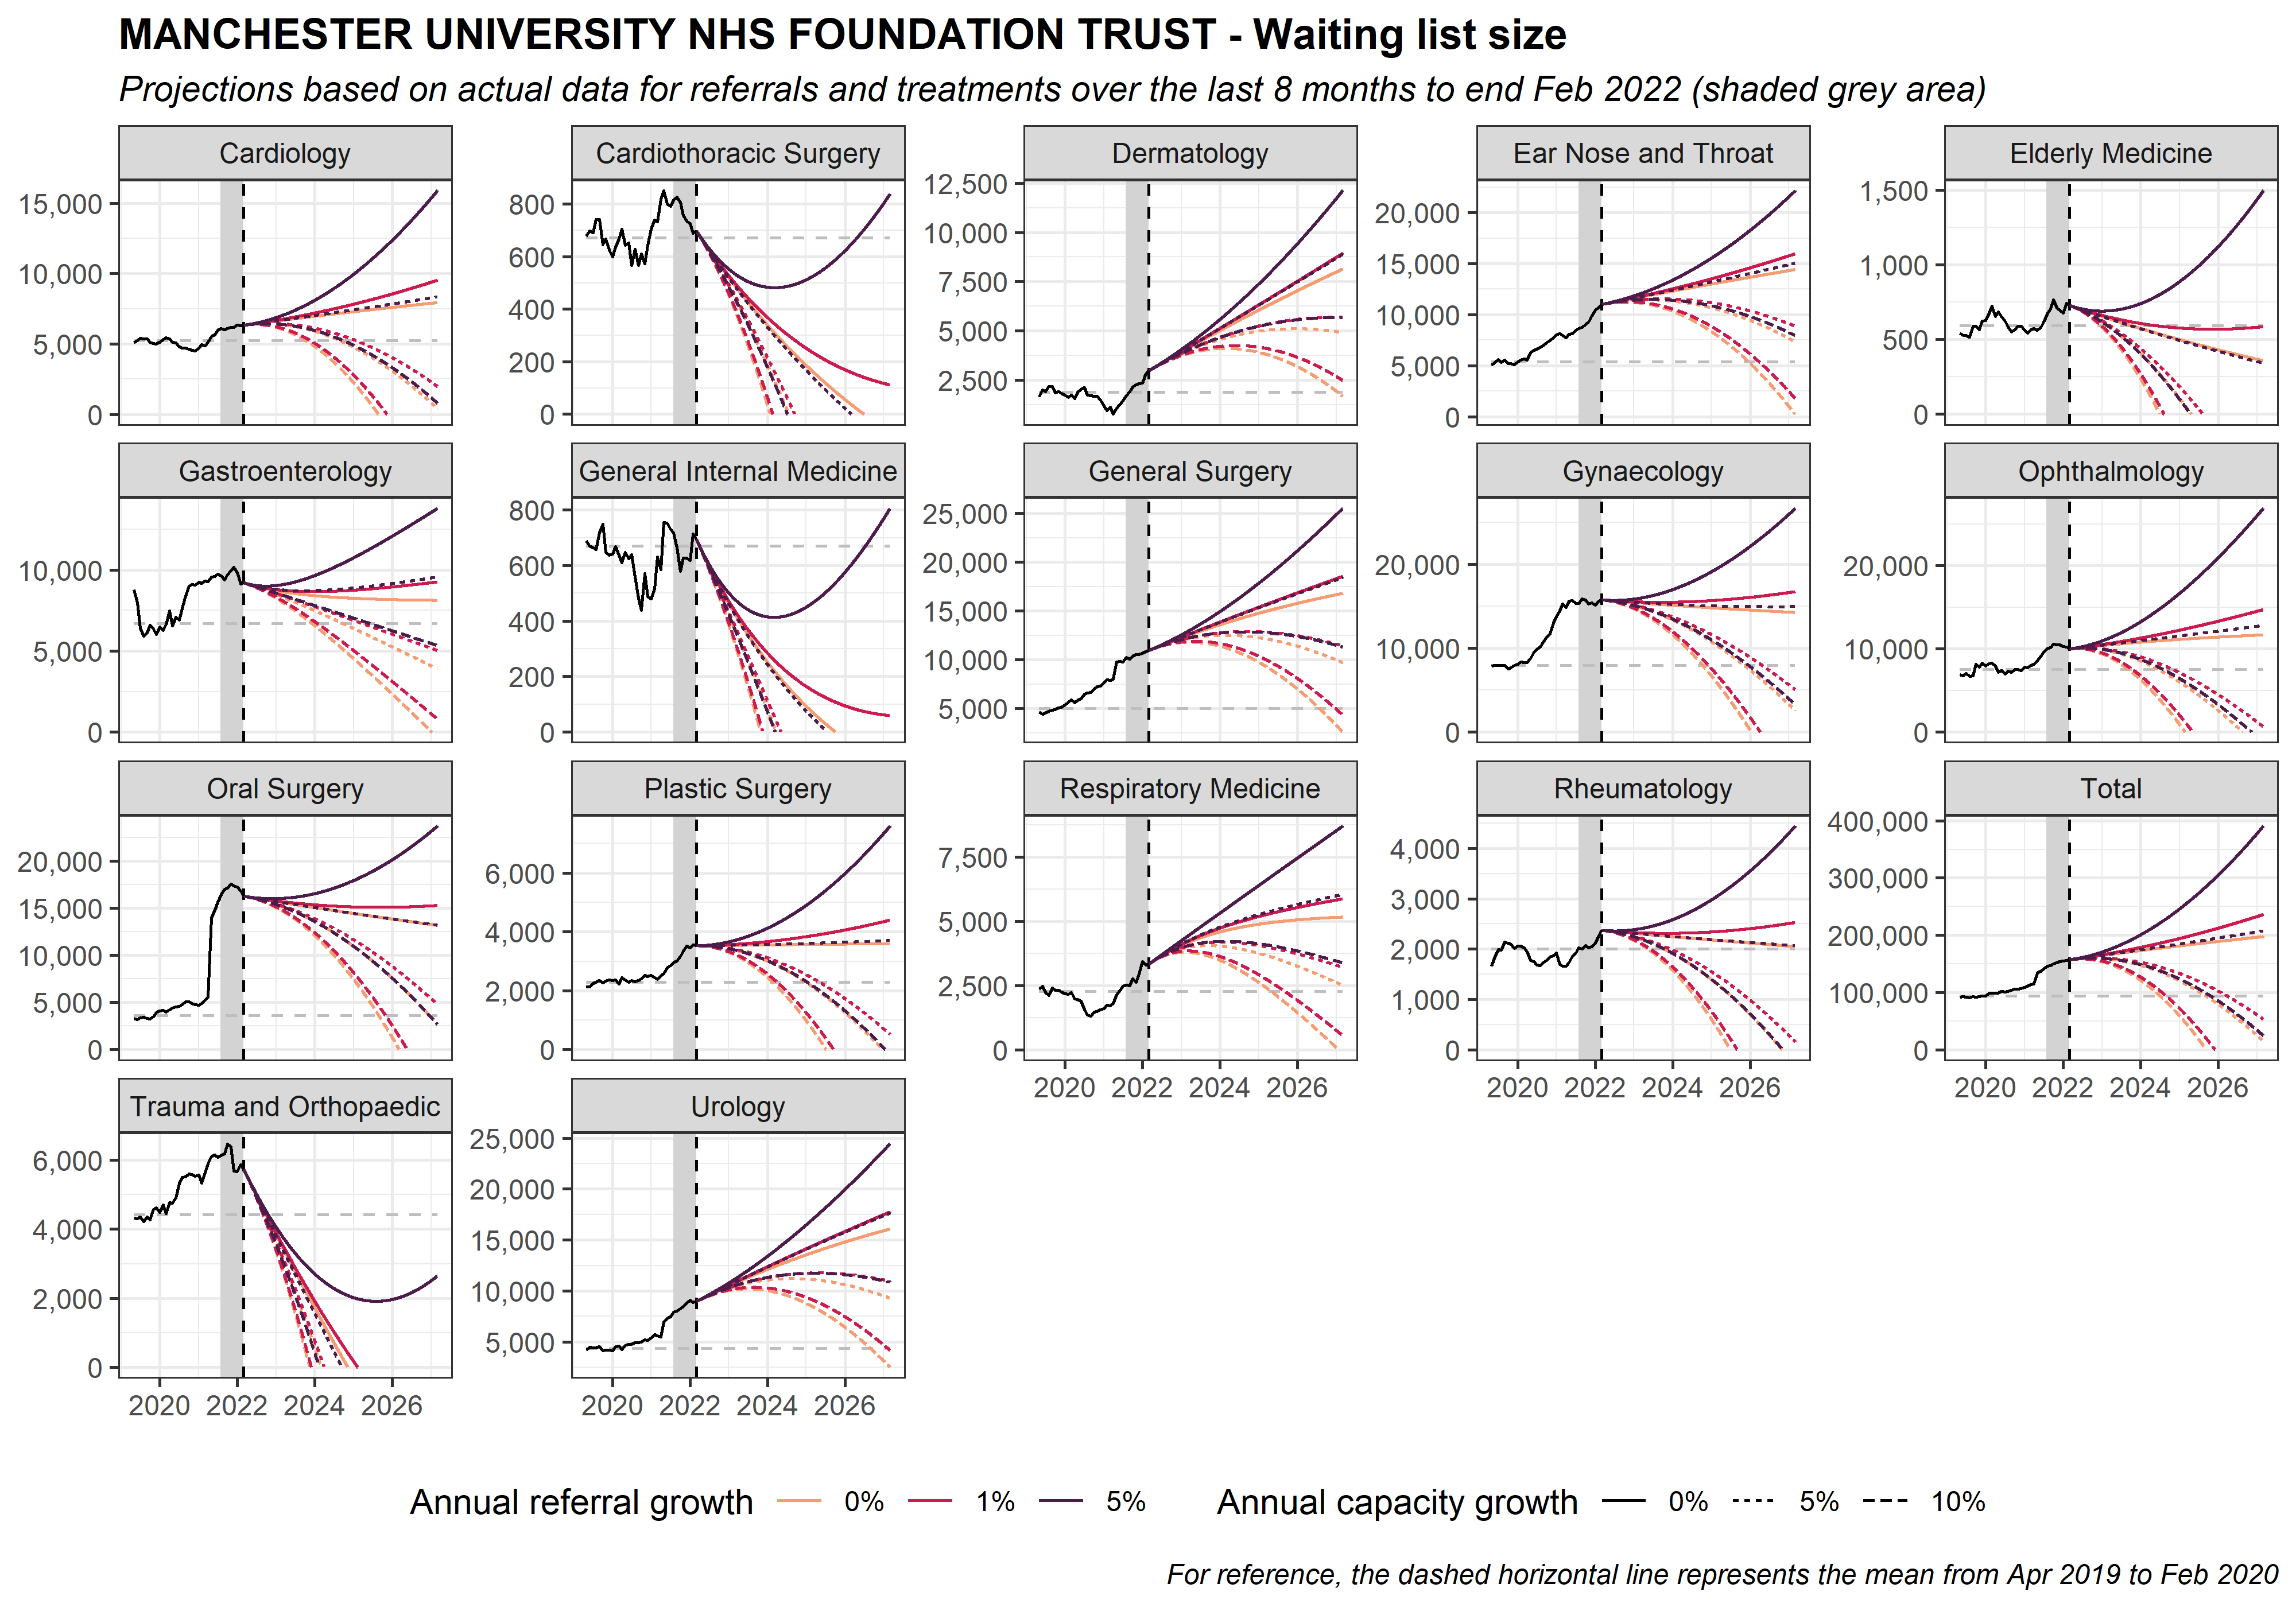 MANCHESTER UNIVERSITY NHS FOUNDATION TRUST - Waiting list size
Projections based on actual data for referrals and treatments over the last 8 months to end Feb 2022 (shaded grey area)
Cardiology
15,000
10,000
5,000
0
Cardiothoracic Surgery
800
600
400
200
0
Dermatology
12,500
10,000
7,500
5,000
2,500
Ear Nose and Throat
20,000
15,000
10,000
5,000
0
Elderly Medicine
1,500
1,000
500
0
Gastroenterology
10,000
5,000
0
General Internal Medicine
800
600
400
200
0
General Surgery
25,000
20,000
15,000
10,000
5,000
Gynaecology
20,000
10,000
0
Ophthalmology
20,000
10,000
0
Oral Surgery
20,000
15,000
10,000
5,000
0
Plastic Surgery
6,000
4,000
2,000
0
Respiratory Medicine
7,500
5,000
2,500
0
2020 2022 2024 2026
Rheumatology
4,000
3,000
2,000
1,000
0
2020 2022 2024 2026
Total
400,000
300,000
200,000
100,000
0
2020 2022 2024 2026
Trauma and Orthopaedic
6,000
4,000
2,000
0
2020 2022 2024 2026
Urology
25,000
20,000
15,000
10,000
5,000
2020 2022 2024 2026
Annual referral growth 0% 1% 5% Annual capacity growth 0% 5% 10%
For reference, the dashed horizontal line represents the mean from Apr 2019 to Feb 2020